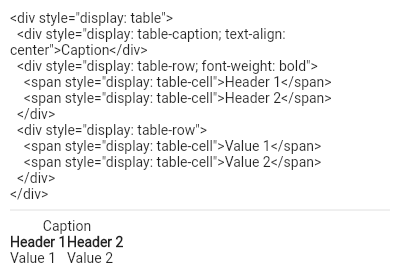 <div style="display: table">
<div style="display: table-caption; text-align:
center">Caption</div>
<div style="display: table-row; font-weight: bold">
<span style="display: table-cell">Header 1</span>
<span style="display: table-cell">Header 2</span>
</div>
<div style="display: table-row">
<span style="display: table-cell">Value 1</span>
<span style="display: table-cell">Value 2</span>
</div>
</div>
Caption
Header 1 Header 2
Value 1 Value 2